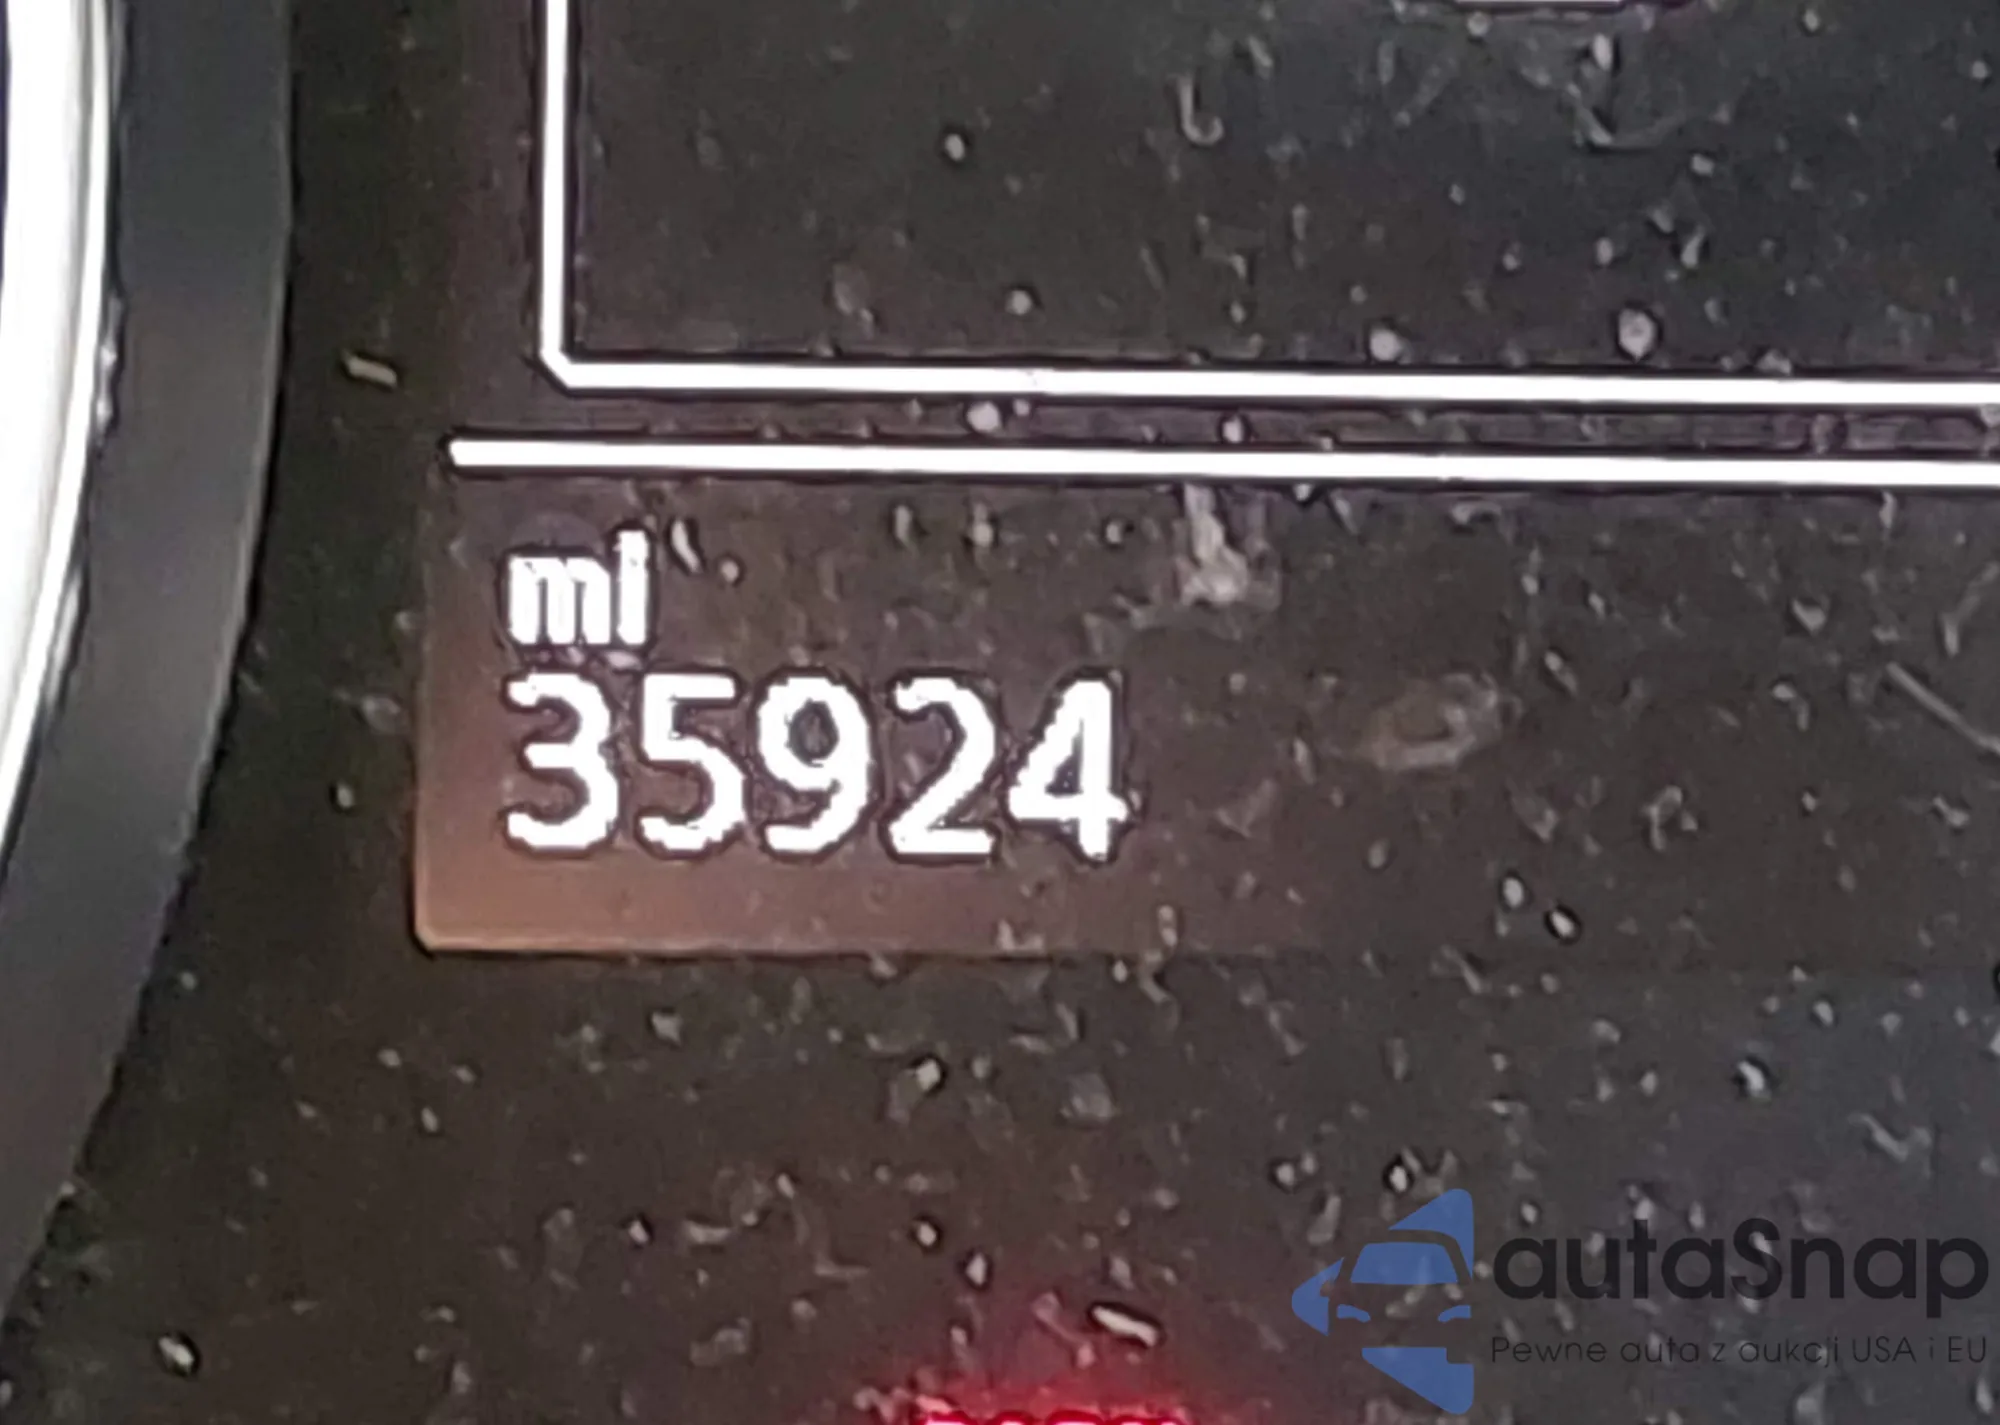 mi
35924
autaSnap
Pewne auta z aukcji USA i EU